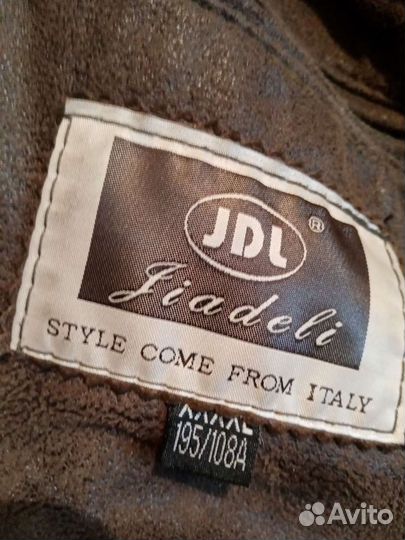 JDL ®
Jiadeli
STYLE COME FROM ITALY
XXXXL
195/108A
Avito